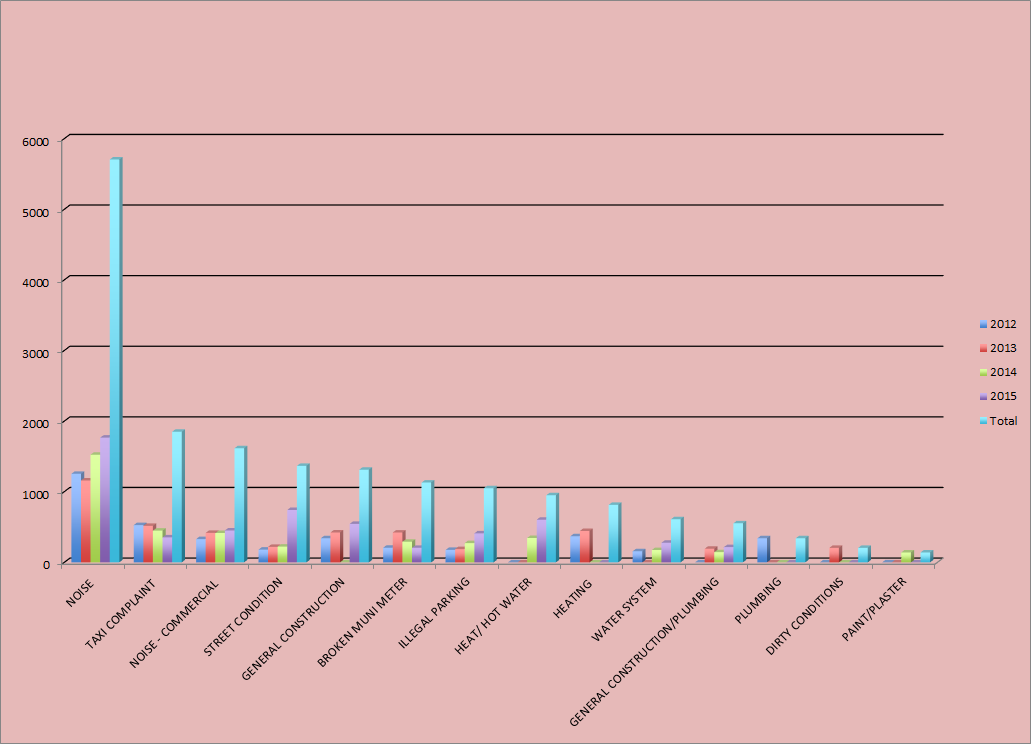 6000
5000
4000
3000
2000
1000
0
2012
2013
2014
2015
Total
NOISE
TAXI COMPLAINT
NOISE - COMMERCIAL
STREET CONDITION
GENERAL CONSTRUCTION
BROKEN MUNI METER
ILLEGAL PARKING
HEAT/ HOT WATER
HEATING
WATER SYSTEM
GENERAL CONSTRUCTION/PLUMBING
PLUMBING
DIRTY CONDITIONS
PAINT/PLASTER